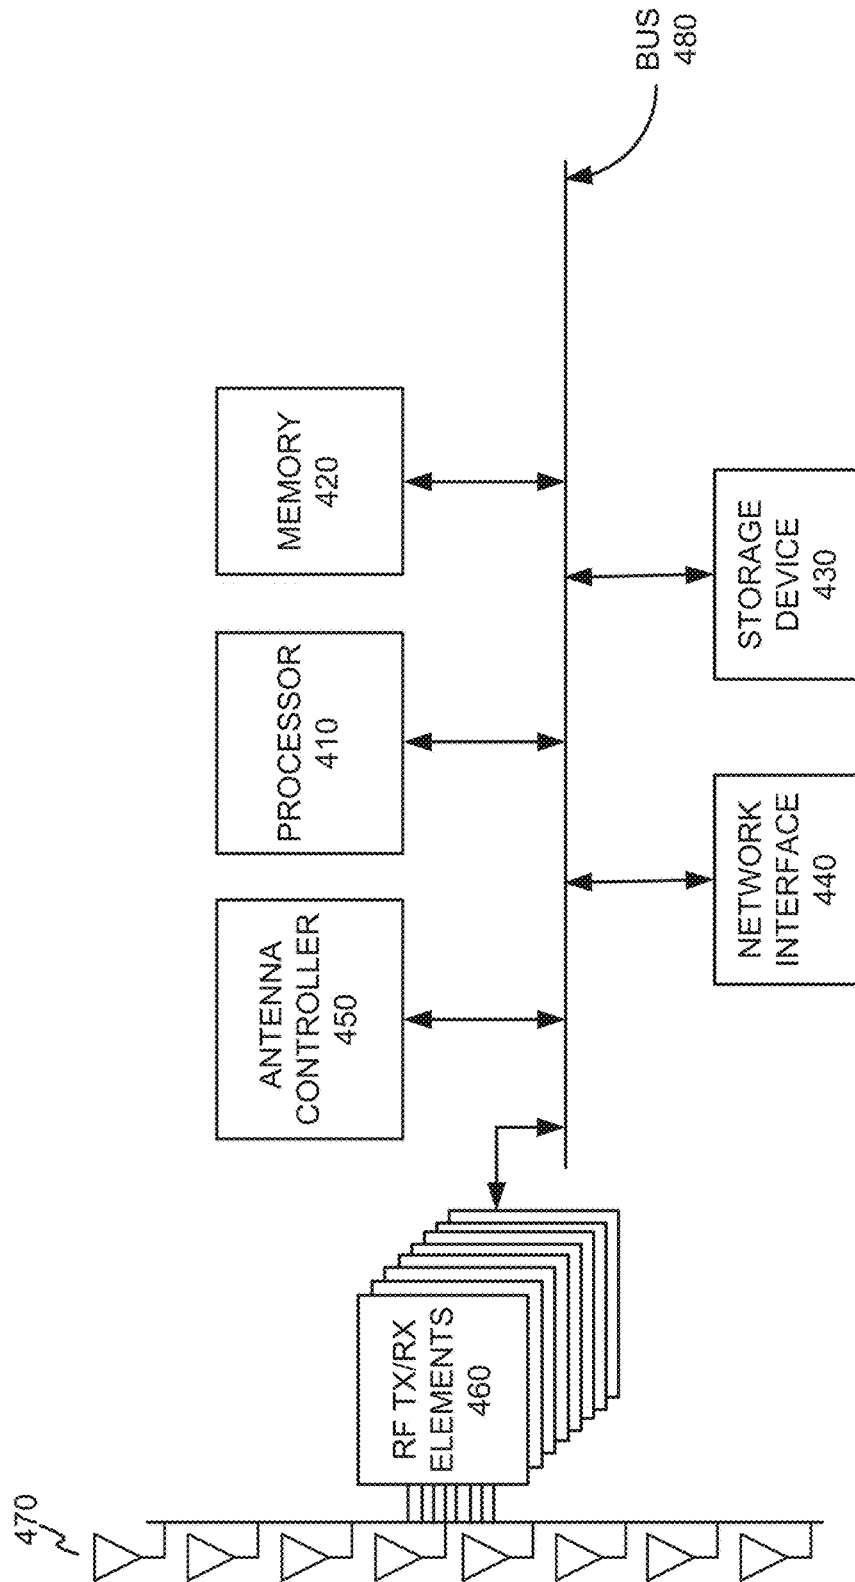 470
RF TX/RX
ELEMENTS
460
ANTENNA
CONTROLLER
450
PROCESSOR
410
MEMORY
420
NETWORK
INTERFACE
440
STORAGE
DEVICE
430
BUS
480